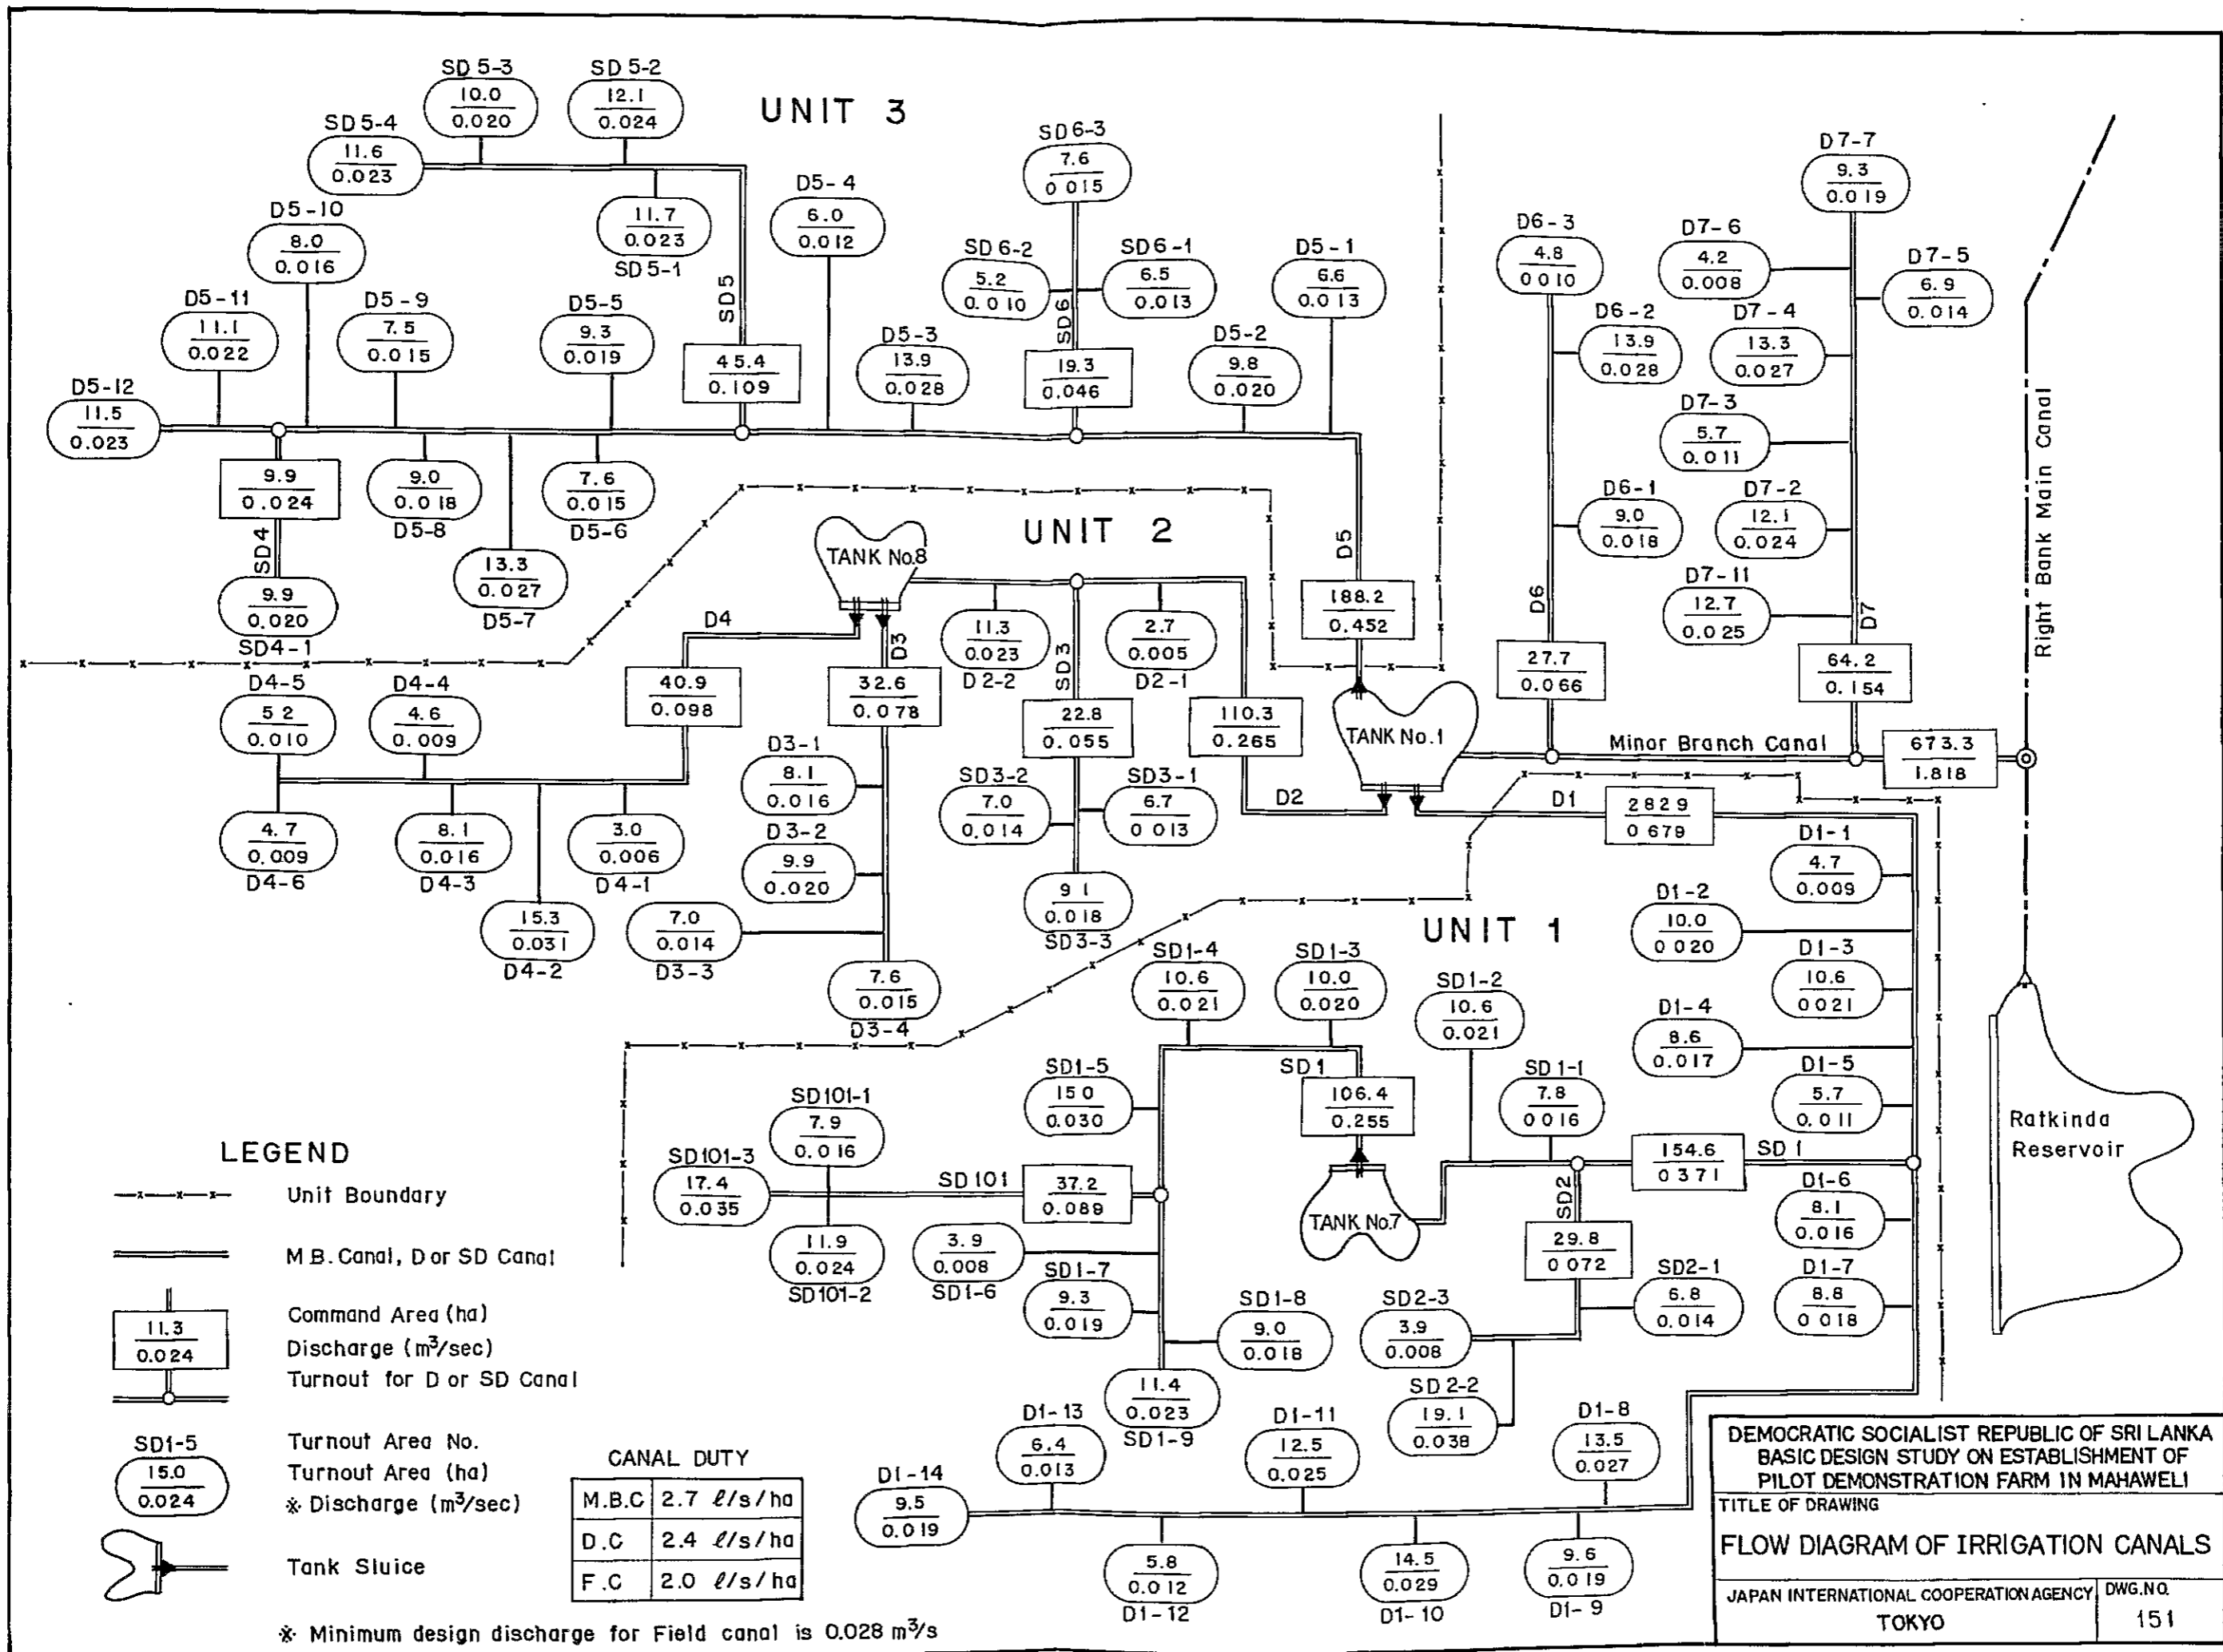 UNIT 3
SD 5-3
10.0
0.020
SD 5-2
12.1
0.024
SD 5-4
11.6
0.023
11.7
0.023
SD 5-1
SD5
45.4
0.109
D5-10
8.0
0.016
D5-11
11.1
0.022
D5-9
7.5
0.015
D5-5
9.3
0.019
D5-4
6.0
0.012
D5-3
13.9
0.028
SD 6-3
7.6
0 015
SD 6-2
5.2
0.010
SD 6-1
6.5
0.013
SD6
19.3
0.046
D5-2
9.8
0.020
D5-1
6.6
0.013
D5-12
11.5
0.023
9.9
0.024
SD4
9.9
0.020
SD4-1
9.0
0.018
D5-8
13.3
0.027
D5-7
7.6
0.015
D5-6
D5
188.2
0.452
D6-3
4.8
0 010
D6-2
13.9
0.028
D6-1
9.0
0.018
D6
27.7
0.066
D7-7
9.3
0.019
D7-6
4.2
0.008
D7-5
6.9
0.014
D7-4
13.3
0.027
D7-3
5.7
0.011
D7-2
12.1
0.024
D7-11
12.7
0.025
D7
64.2
0.154
Minor Branch Canal
673.3
1.818
Right Bank Main Canal
Ratkinda
Reservoir
UNIT 2
TANK No.8
TANK No.1
D4
40.9
0.098
D3
32.6
0.078
11.3
0.023
D2-2
2.7
0.005
D2-1
SD3
22.8
0.055
110.3
0.265
D2
D4-5
5 2
0.010
D4-4
4.6
0.009
4.7
0.009
D4-6
8.1
0.016
D4-3
15.3
0.031
D4-2
3.0
0.006
D4-1
D3-1
8.1
0.016
D3-2
9.9
0.020
7.0
0.014
D3-3
7.6
0.015
D3-4
SD3-2
7.0
0.014
SD3-1
6.7
0 013
9 1
0.018
SD3-3
UNIT 1
D1
282 9
0 679
D1-1
4.7
0.009
D1-2
10.0
0 020
D1-3
10.6
0 021
D1-4
8.6
0.017
D1-5
5.7
0.011
SD1-4
10.6
0.021
SD1-3
10.0
0.020
SD1-2
10.6
0.021
SD 1-1
7.8
0 016
SD1
106.4
0.255
154.6
0 371
SD 1
TANK No.7
SD2
29.8
0 072
SD1-5
15 0
0.030
SD101-1
7.9
0.016
SD101-3
17.4
0.035
11.9
0.024
SD101-2
SD 101
37.2
0.089
3.9
0.008
SD1-6
SD1-7
9.3
0.019
SD1-8
9.0
0.018
11.4
0.023
SD1-9
SD2-1
6.8
0.014
SD2-3
3.9
0.008
SD 2-2
19.1
0.038
D1-6
8.1
0.016
D1-7
8.8
0 018
D1-8
13.5
0.027
9.6
0.019
D1-9
14.5
0.029
D1-10
D1-11
12.5
0.025
5.8
0.012
D1-12
D1-13
6.4
0.013
D1-14
9.5
0.019
LEGEND
Unit Boundary
M B. Canal, D or SD Canal
11.3
0.024
Command Area (ha)
Discharge (m³/sec)
Turnout for D or SD Canal
SD1-5
15.0
0.024
Turnout Area No.
Turnout Area (ha)
※ Discharge (m³/sec)
Tank Sluice
CANAL DUTY
M.B.C 2.7 ℓ/s/ha
D.C 2.4 ℓ/s/ha
F.C 2.0 ℓ/s/ha
※ Minimum design discharge for Field canal is 0.028 m³/s
DEMOCRATIC SOCIALIST REPUBLIC OF SRI LANKA
BASIC DESIGN STUDY ON ESTABLISHMENT OF
PILOT DEMONSTRATION FARM IN MAHAWELI
TITLE OF DRAWING
FLOW DIAGRAM OF IRRIGATION CANALS
JAPAN INTERNATIONAL COOPERATION AGENCY
TOKYO
DWG.NO.
151